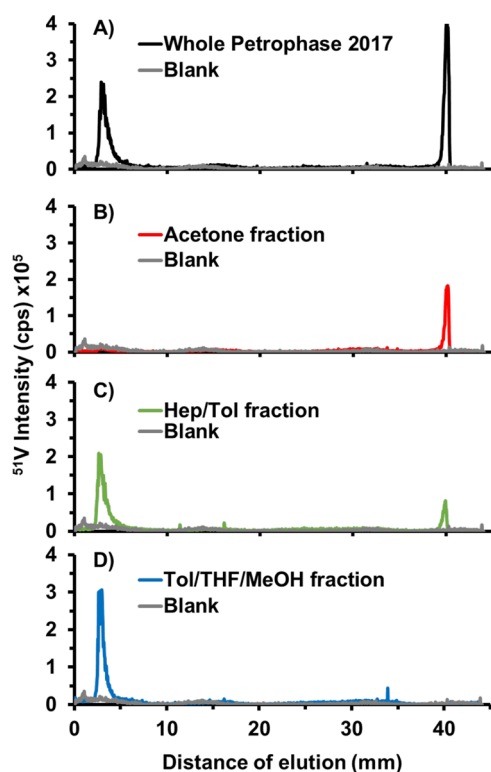 A)
Whole Petrophase 2017
Blank
4
3
2
1
0
B)
Acetone fraction
Blank
4
3
2
1
0
⁵¹V Intensity (cps) x10⁵
C)
Hep/Tol fraction
Blank
4
3
2
1
0
D)
Tol/THF/MeOH fraction
Blank
4
3
2
1
0
0 10 20 30 40
Distance of elution (mm)